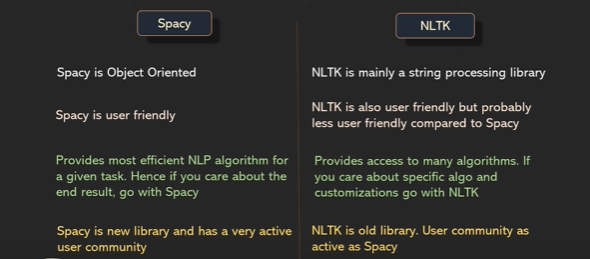 Spacy
NLTK
Spacy is Object Oriented
NLTK is mainly a string processing library
Spacy is user friendly
NLTK is also user friendly but probably
less user friendly compared to Spacy
Provides most efficient NLP algorithm for
a given task. Hence if you care about the
end result, go with Spacy
Provides access to many algorithms. If
you care about specific algo and
customizations go with NLTK
Spacy is new library and has a very active
user community
NLTK is old library. User community as
active as Spacy